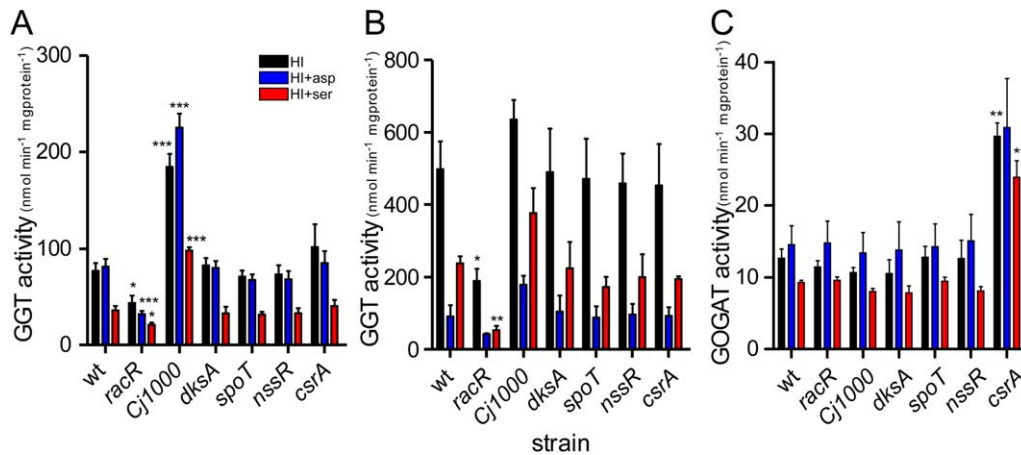 A
GGT activity (nmol min⁻¹ mgprotein⁻¹)
300
200
100
0
HI
HI+asp
HI+ser
***
***
*
***
*
***
wt
racR
Cj1000
dksA
spoT
nssR
csrA
B
GGT activity (nmol min⁻¹ mgprotein⁻¹)
800
600
400
200
0
*
**
wt
racR
Cj1000
dksA
spoT
nssR
csrA
strain
C
GOGAT activity (nmol min⁻¹ mgprotein⁻¹)
40
30
20
10
0
**
**
wt
racR
Cj1000
dksA
spoT
nssR
csrA